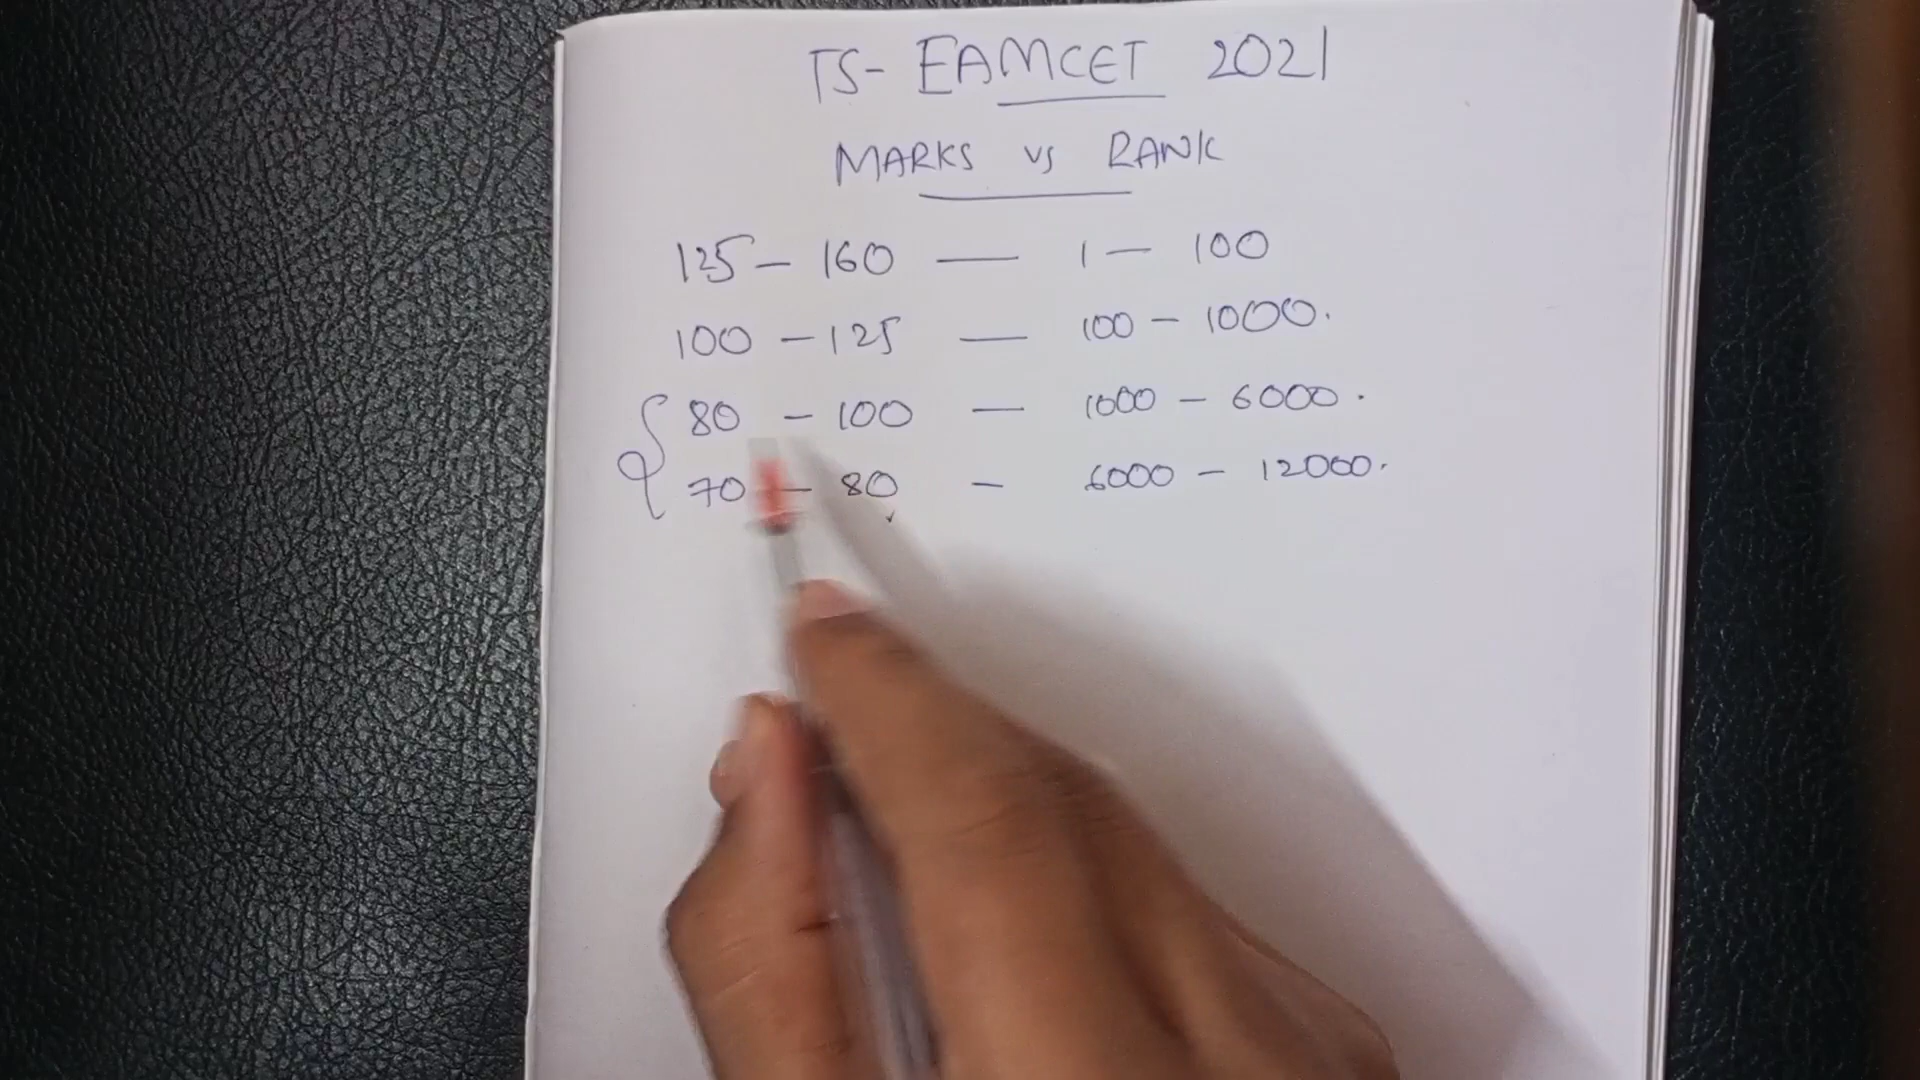 TS- EAMCET 2021
MARKS vs RANK
125 - 160 — 1 - 100
100 - 125 — 100 - 1000.
80 - 100 — 1000 - 6000.
70 - 80 - 6000 - 12000.